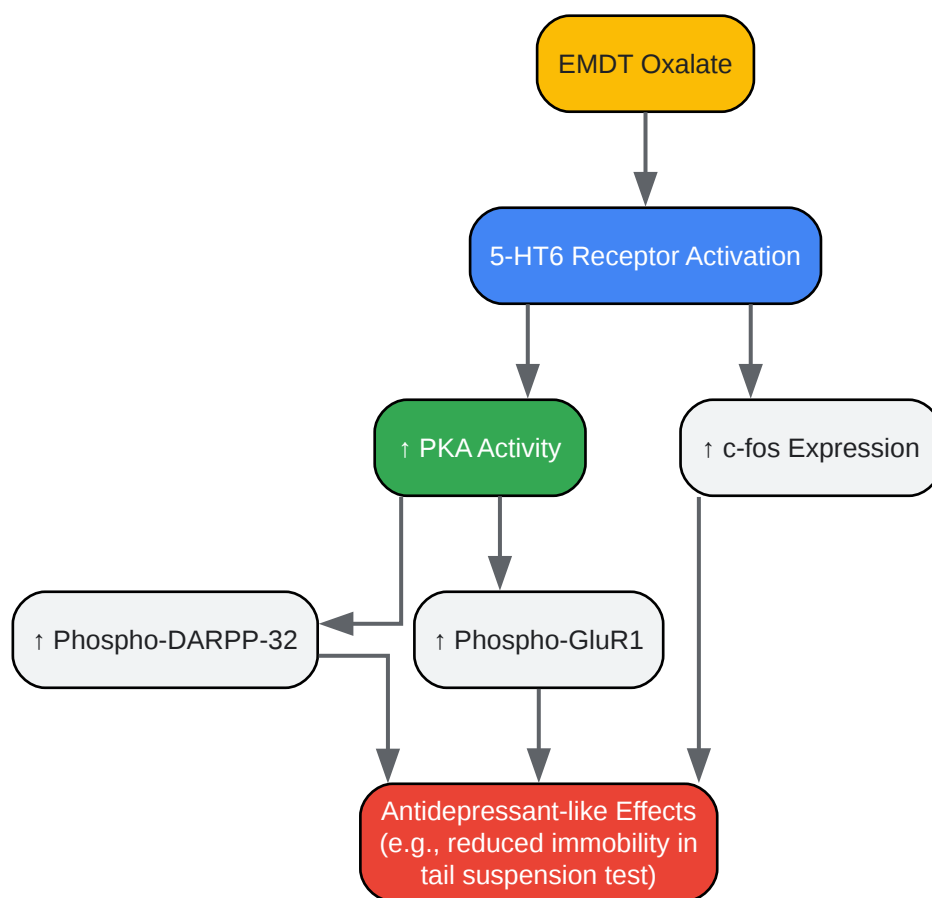 EMDT Oxalate
5-HT6 Receptor Activation
↑ PKA Activity
↑ c-fos Expression
↑ Phospho-DARPP-32
↑ Phospho-GluR1
Antidepressant-like Effects
(e.g., reduced immobility in
tail suspension test)